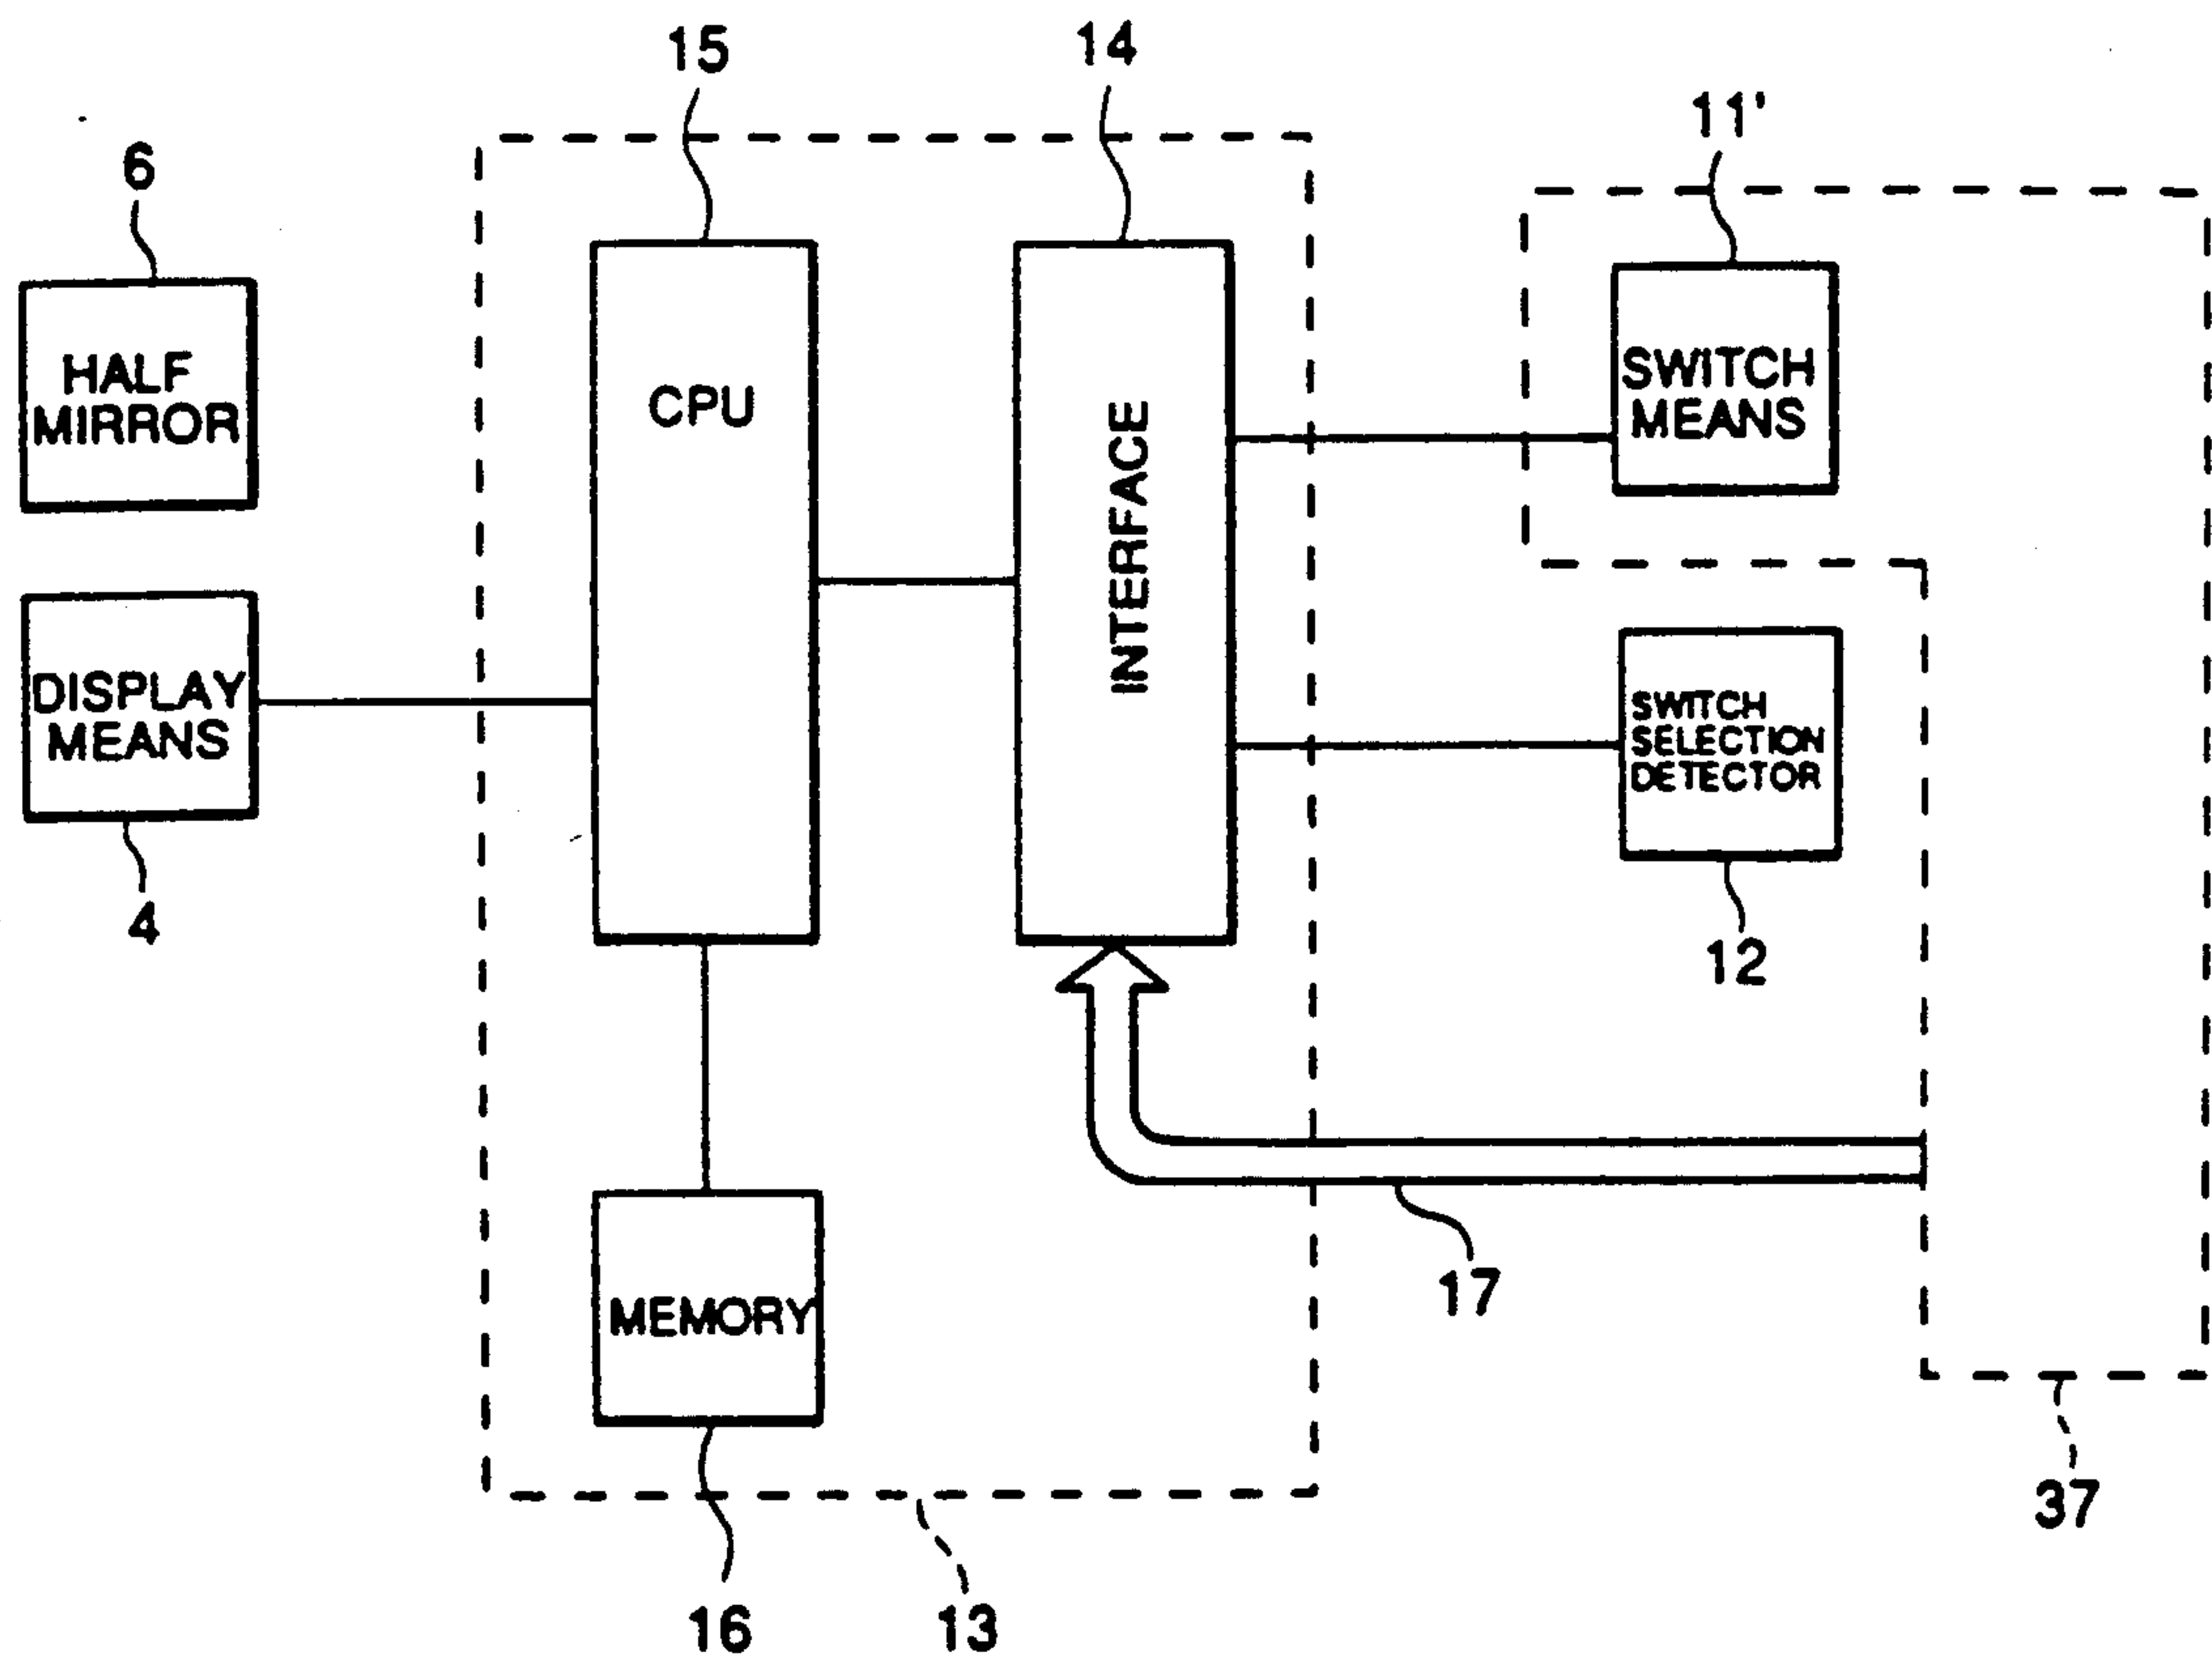 15
14
11'
6
HALF
MIRROR
CPU
INTERFACE
SWITCH
MEANS
DISPLAY
MEANS
SWITCH
SELECTION
DETECTOR
4
12
17
MEMORY
37
16
13